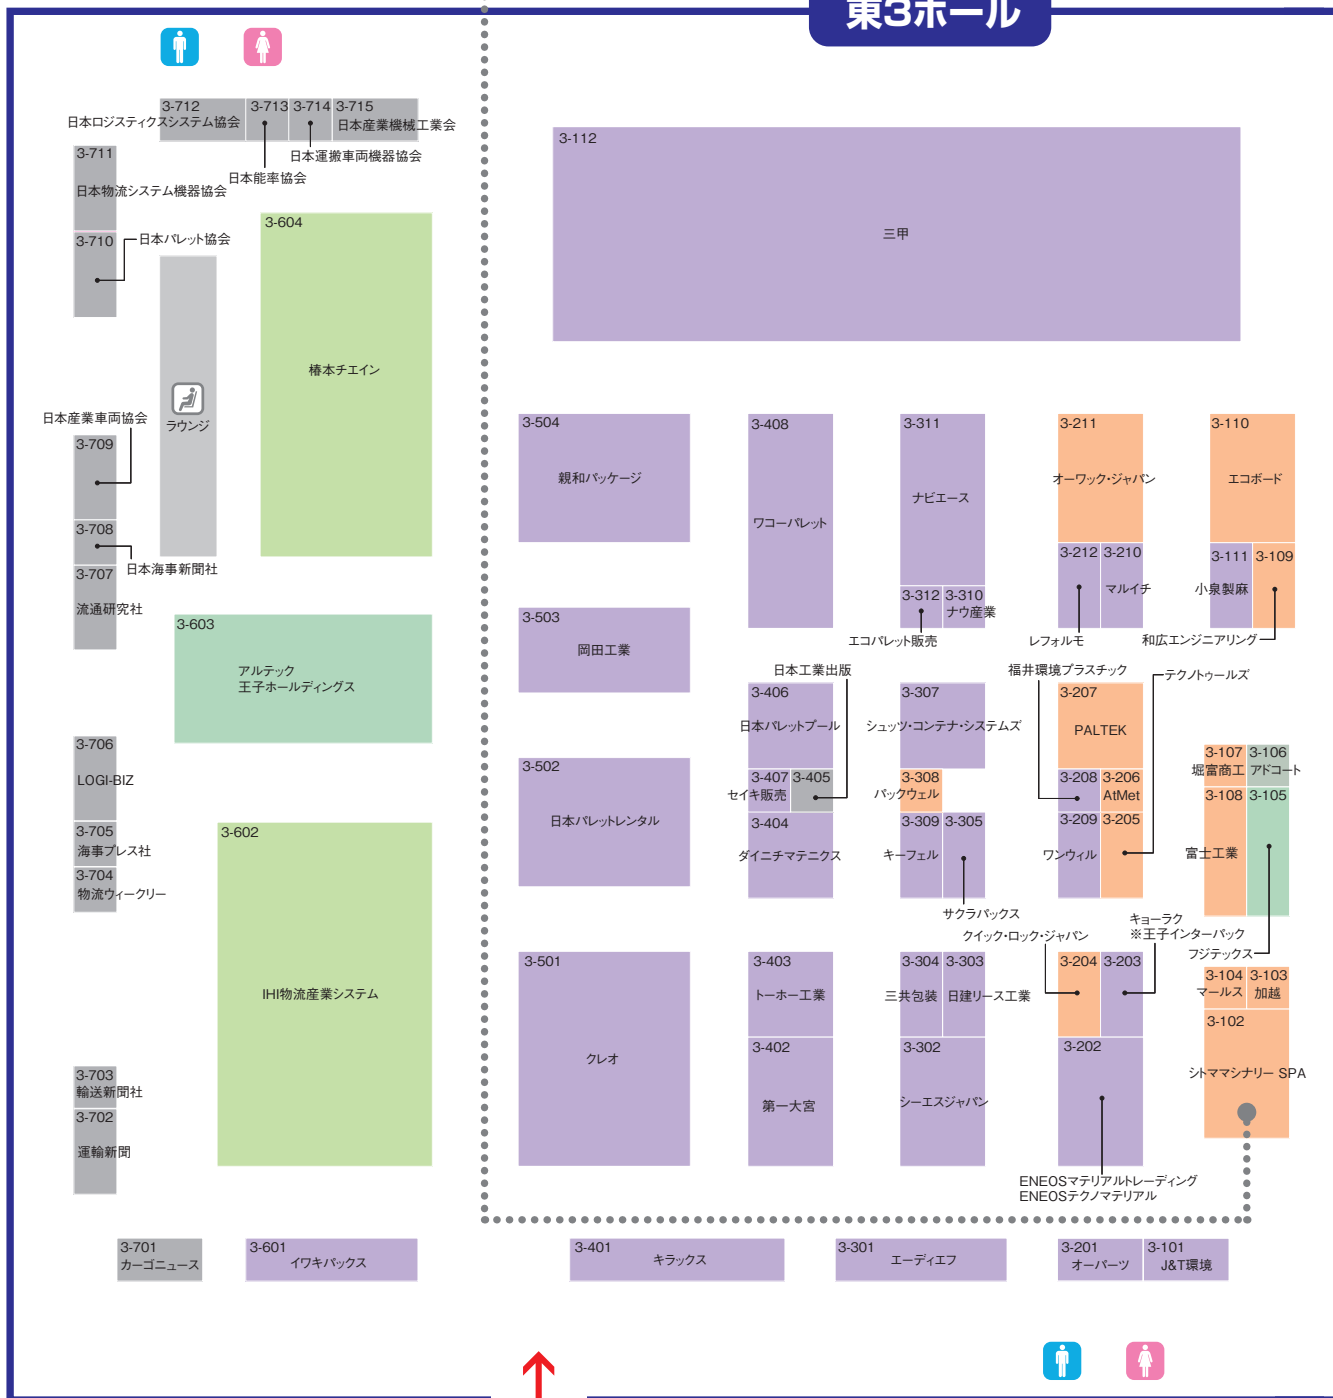 東3ホール
3-712
日本ロジスティクスシステム協会
3-713
3-714
3-715
日本産業機械工業会
日本運搬車両機器協会
日本能率協会
3-711
日本物流システム機器協会
3-710
日本パレット協会
3-604
椿本チエイン
ラウンジ
日本産業車両協会
3-709
3-708
日本海事新聞社
3-707
流通研究社
3-603
アルテック
王子ホールディングス
3-706
LOGI-BIZ
3-705
海事プレス社
3-704
物流ウィークリー
3-602
IHI物流産業システム
3-703
輸送新聞社
3-702
運輸新聞
3-701
カーゴニュース
3-601
イワキパックス
3-112
三甲
3-504
親和パッケージ
3-503
岡田工業
3-502
日本パレットレンタル
3-501
クレオ
3-408
ワコーパレット
日本工業出版
3-406
日本パレットプール
3-407
セイキ販売
3-405
3-404
ダイニチマテニクス
3-403
トーホー工業
3-402
第一大宮
3-401
キラックス
3-311
ナビエース
3-312
3-310
ナウ産業
エコパレット販売
3-307
シュッツ・コンテナ・システムズ
3-308
パックウェル
3-309
キーフェル
3-305
サクラパックス
3-304
三共包装
3-303
日建リース工業
3-302
シーエスジャパン
3-301
エーディエフ
3-211
オーワック・ジャパン
3-212
3-210
マルイチ
レフォルモ
福井環境プラスチック
テクノトゥールズ
3-207
PALTEK
3-208
3-206
AtMet
3-209
ワンウィル
3-205
クイック・ロック・ジャパン
キョーラク
※王子インターパック
3-204
3-203
3-202
ENEOSマテリアルトレーディング
ENEOSテクノマテリアル
3-201
オーパーツ
3-110
エコボード
3-111
小泉製麻
3-109
和広エンジニアリング
3-107
堀富商工
3-106
アドコート
3-108
富士工業
3-105
フジテックス
3-104
マールス
3-103
加越
3-102
シトママシナリー SPA
3-101
J&T環境